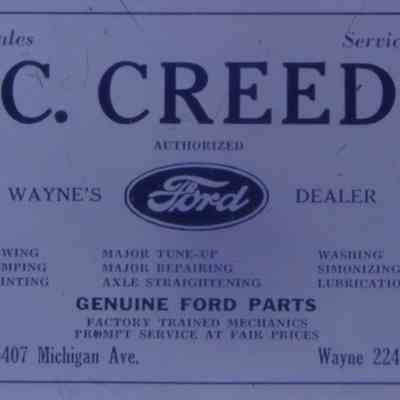 ales Servic
C. CREED
AUTHORIZED
WAYNE'S Ford DEALER
WING MAJOR TUNE-UP WASHING
MPING MAJOR REPAIRING SIMONIZING
INTING AXLE STRAIGHTENING LUBRICATIO
GENUINE FORD PARTS
FACTORY TRAINED MECHANICS
PROMPT SERVICE AT FAIR PRICES
407 Michigan Ave. Wayne 224